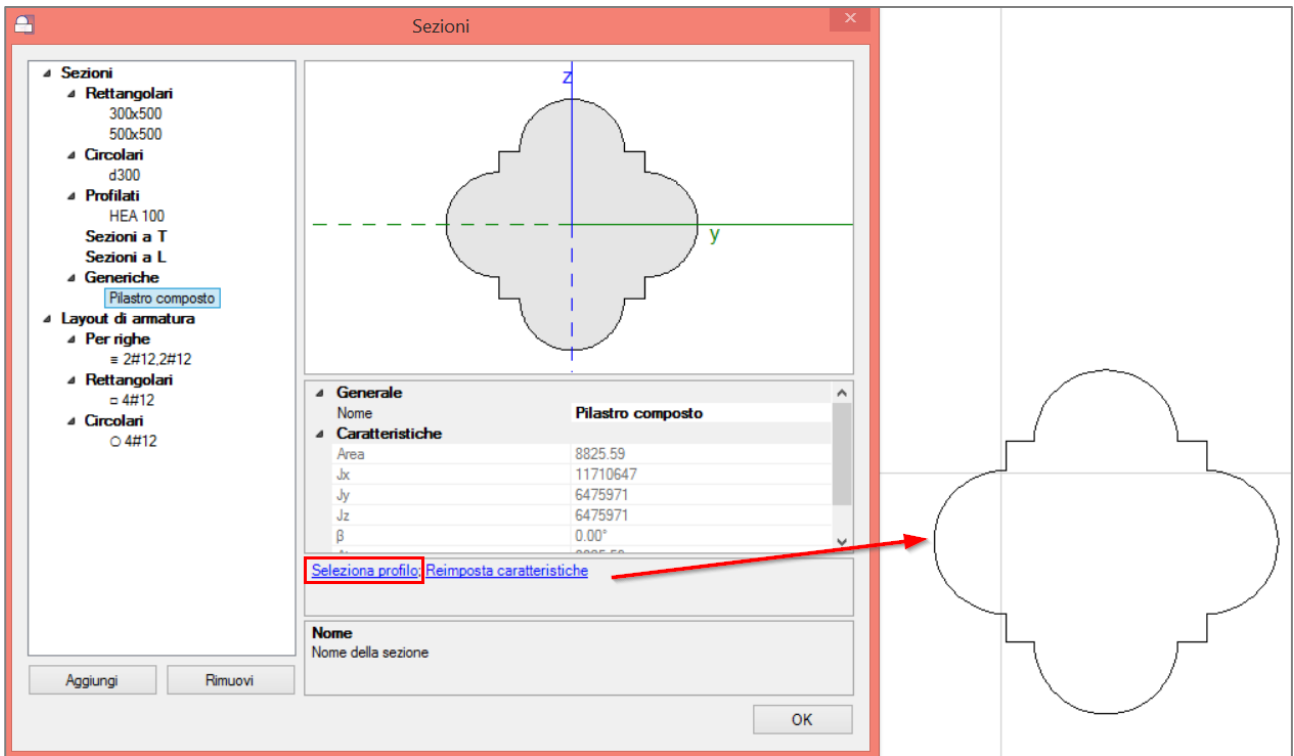 Sezioni
Sezioni
Rettangolari
300x500
500x500
Circolari
d300
Profilati
HEA 100
Sezioni a T
Sezioni a L
Generiche
Pilastro composto
Layout di armatura
Per righe
2#12,2#12
Rettangolari
4#12
Circolari
4#12
Aggiungi Rimuovi
z
y
Generale
Nome Pilastro composto
Caratteristiche
Area 8825.59
Jx 11710647
Jy 6475971
Jz 6475971
β 0.00°
Seleziona profilo; Reimposta caratteristiche
Nome
Nome della sezione
OK